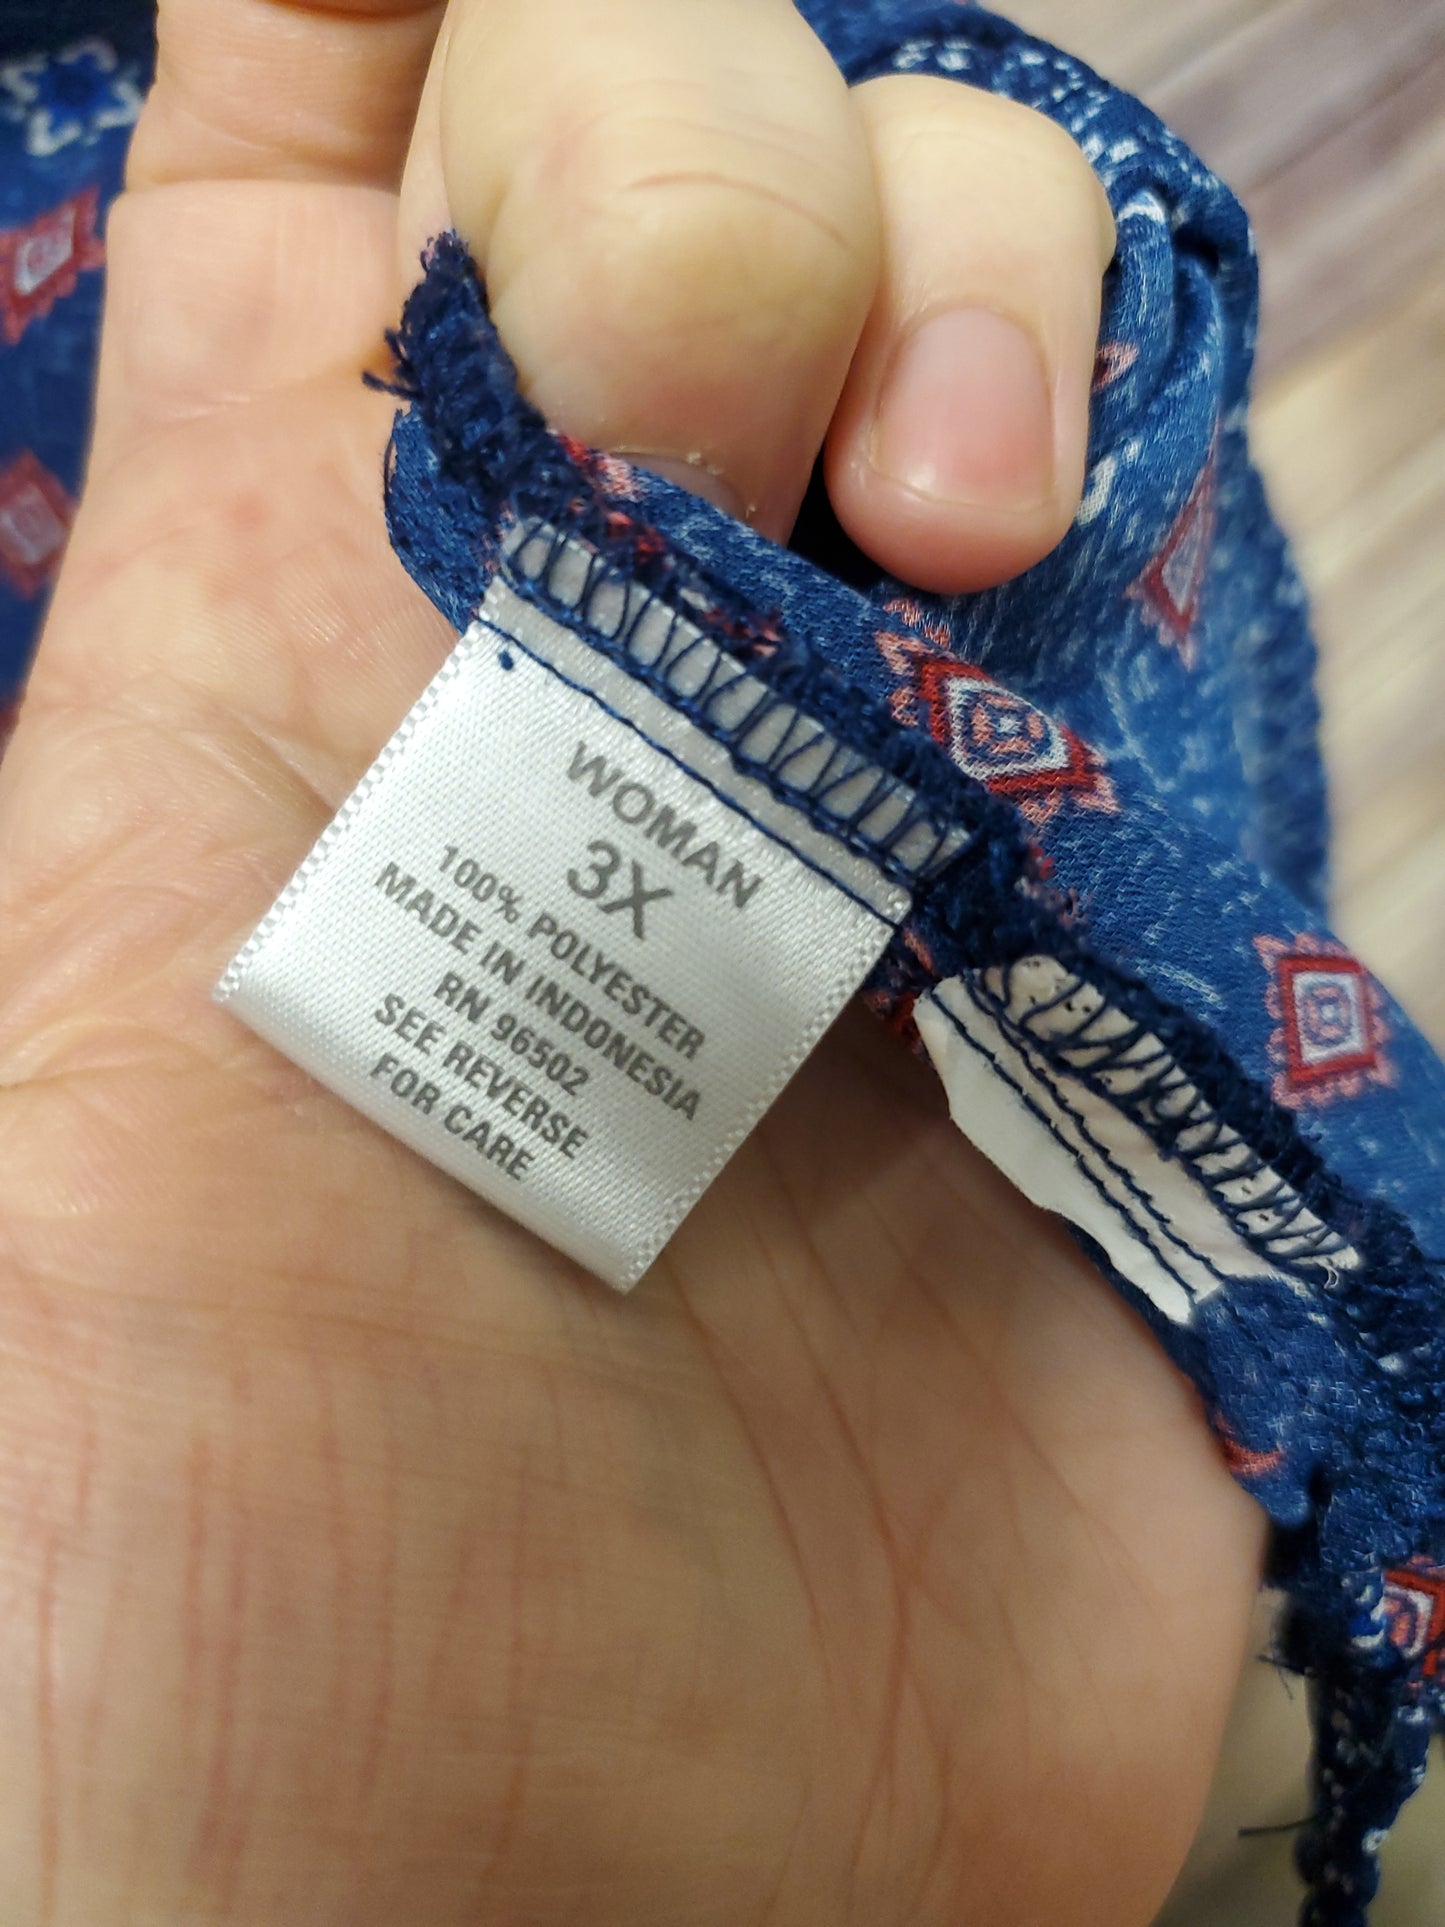 WOMAN
3X
100% POLYESTER
MADE IN INDONESIA
RN 96502
SEE REVERSE
FOR CARE